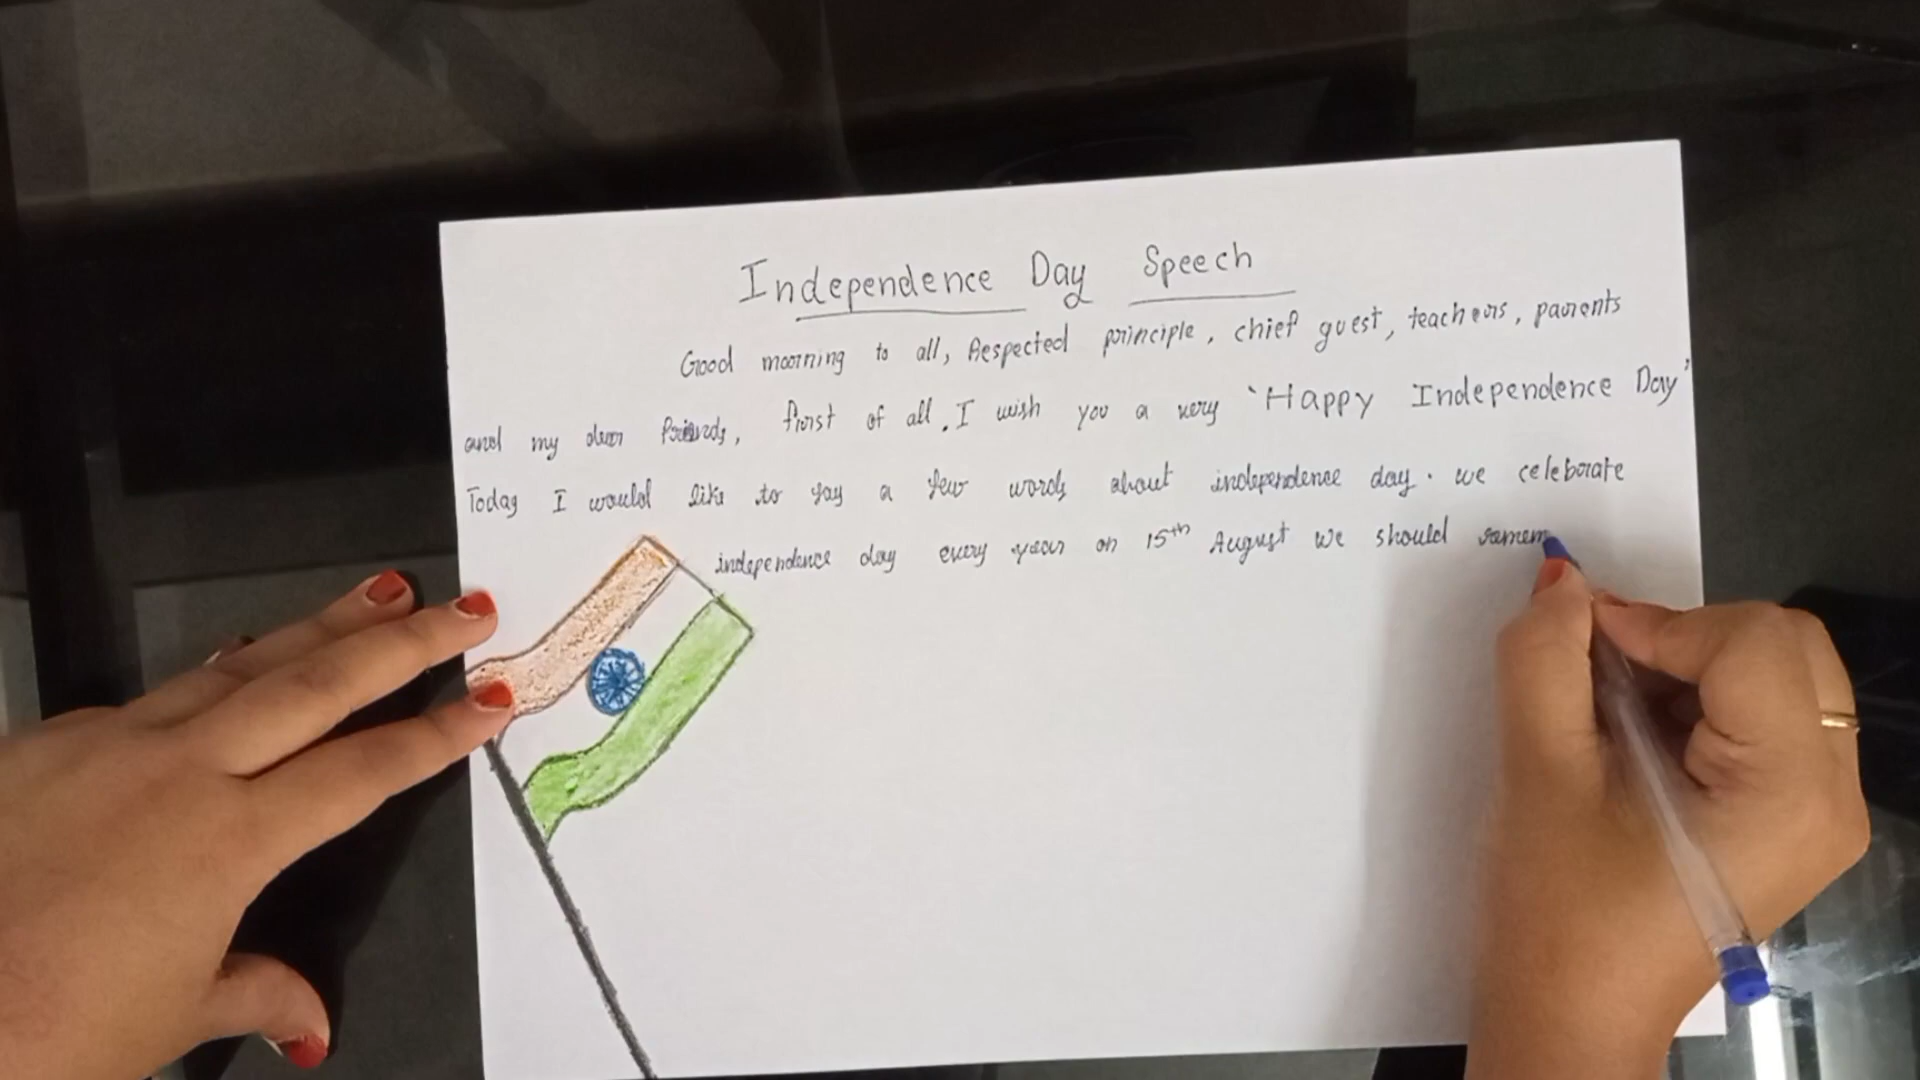 Independence Day Speech
Good morning to all, Respected principle, chief guest, teachers, parents
and my dear friends, first of all, I wish you a very 'Happy Independence Day'
Today I would like to say a few words about independence day. we celebrate
independence day every year on 15th August we should remem